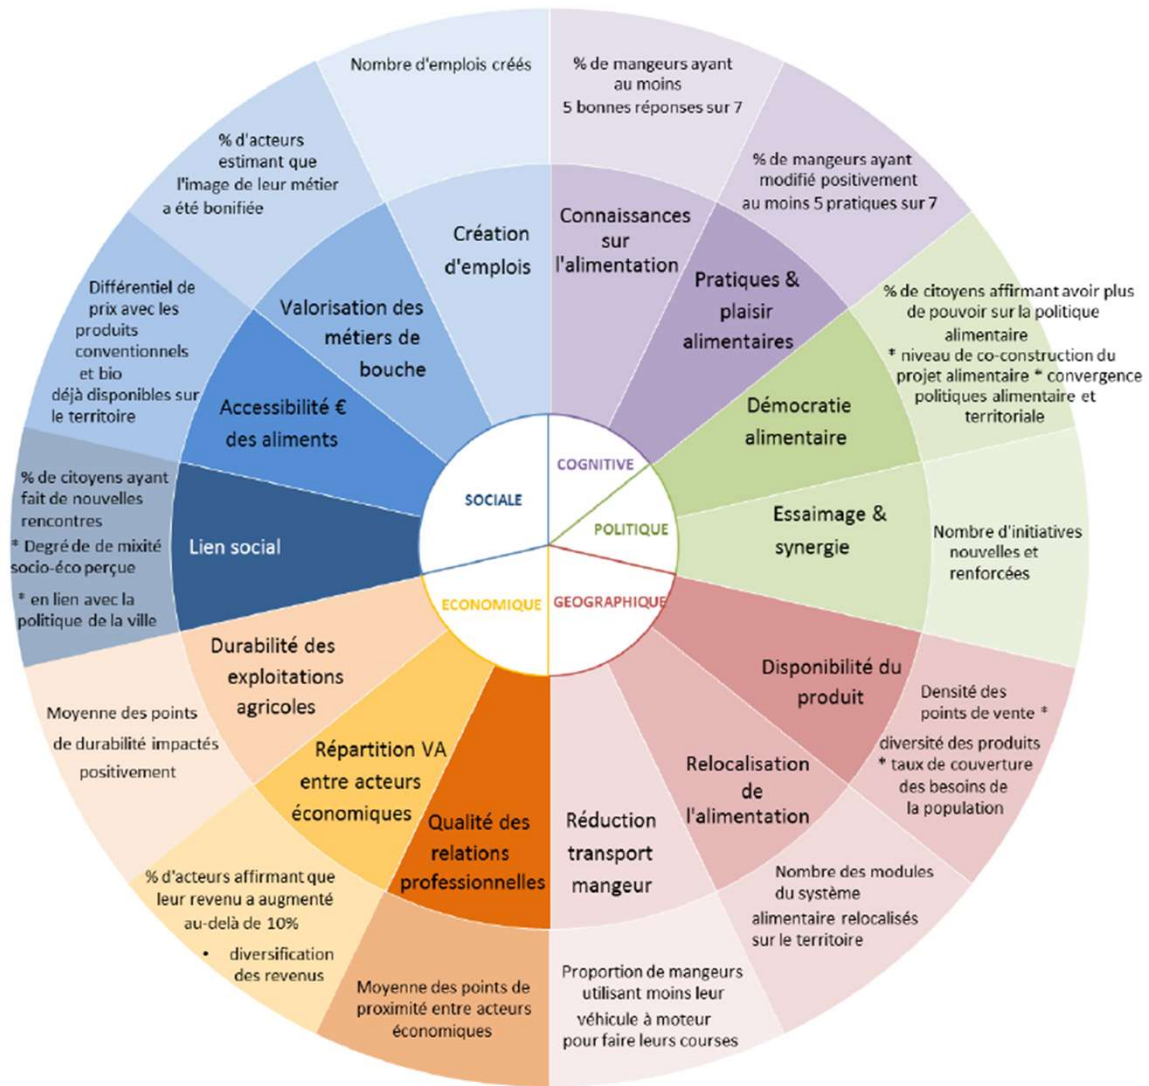 Nombre d'emplois créés
% de mangeurs ayant
au moins
5 bonnes réponses sur 7
% d'acteurs
estimant que
l'image de leur métier
a été bonifiée
% de mangeurs ayant
modifié positivement
au moins 5 pratiques sur 7
Création
d'emplois
Connaissances
sur
l'alimentation
Pratiques &
plaisir
alimentaires
Valorisation des
métiers de
bouche
Différentiel de
prix avec les
produits
conventionnels
et bio
déjà disponibles sur
le territoire
% de citoyens affirmant avoir plus
de pouvoir sur la politique
alimentaire
* niveau de co-construction du
projet alimentaire * convergence
politiques alimentaire et
territoriale
Accessibilité €
des aliments
Démocratie
alimentaire
COGNITIVE
SOCIALE
POLITIQUE
ECONOMIQUE
GEOGRAPHIQUE
% de citoyens ayant
fait de nouvelles
rencontres
* Degré de de mixité
socio-éco perçue
* en lien avec la
politique de la ville
Lien social
Essaimage &
synergie
Nombre d'initiatives
nouvelles et
renforcées
Durabilité des
exploitations
agricoles
Disponibilité du
produit
Moyenne des points
de durabilité impactés
positivement
Densité des
points de vente *
diversité des produits
* taux de couverture
des besoins de
la population
Répartition VA
entre acteurs
économiques
Relocalisation
de
l'alimentation
Qualité des
relations
professionnelles
Réduction
transport
mangeur
% d'acteurs affirmant que
leur revenu a augmenté
au-delà de 10%
• diversification
des revenus
Nombre des modules
du système
alimentaire relocalisés
sur le territoire
Moyenne des points de
proximité entre acteurs
économiques
Proportion de mangeurs
utilisant moins leur
véhicule à moteur
pour faire leurs courses